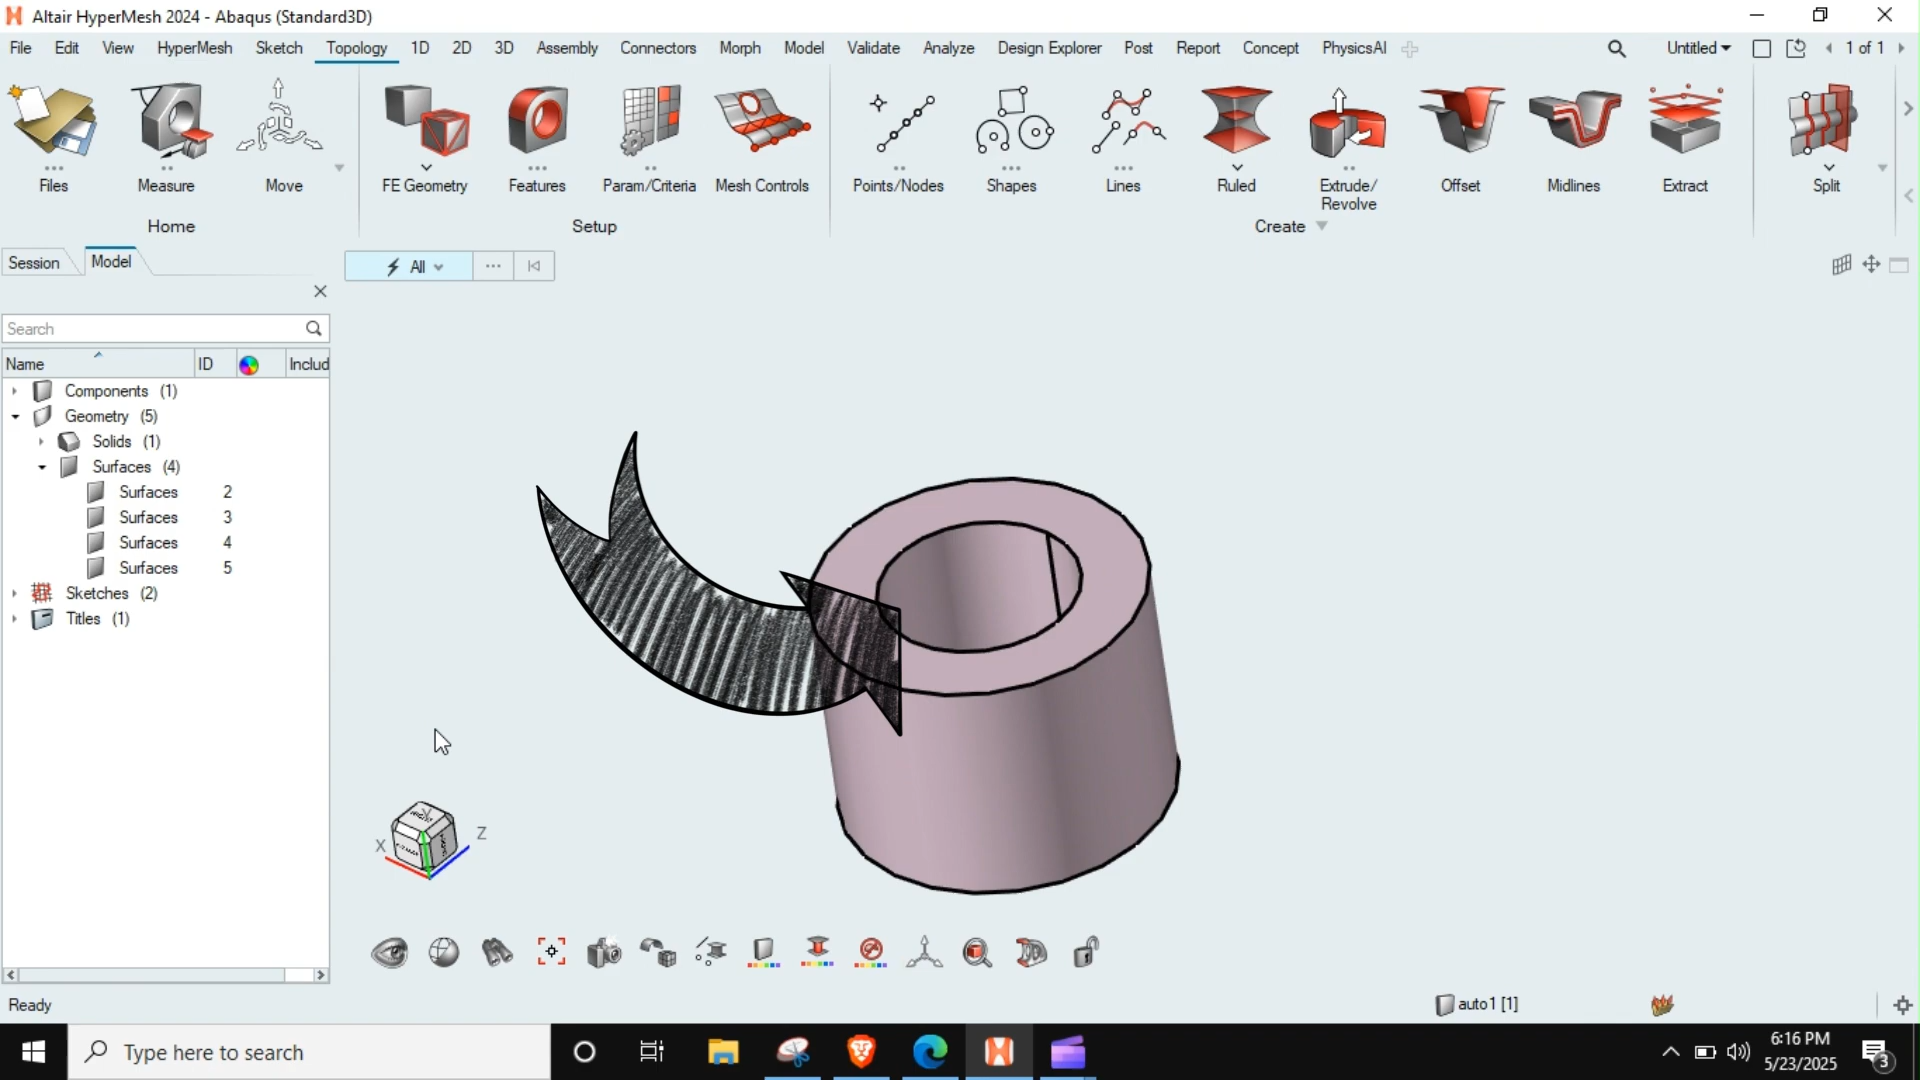 Altair HyperMesh 2024 - Abaqus (Standard3D)
File Edit View HyperMesh Sketch Topology 1D 2D 3D Assembly Connectors Morph Model Validate Analyze Design Explorer Post Report Search Concept PhysicsAI Untitled 1 of 1
Files Measure Move FE Geometry Features Param/Criteria Mesh Controls Points/Nodes Shapes Lines Ruled Extrude/ Offset Midlines Extract Split
Revolve
Home Setup Create
Session Model All
Search
Name ID Includ
Components (1)
Geometry (5)
Solids (1)
Surfaces (4)
Surfaces 2
Surfaces 3
Surfaces 4
Surfaces 5
Sketches (2)
Titles (1)
X Z
Ready auto1 [1]
Type here to search
6:16 PM
5/23/2025
3